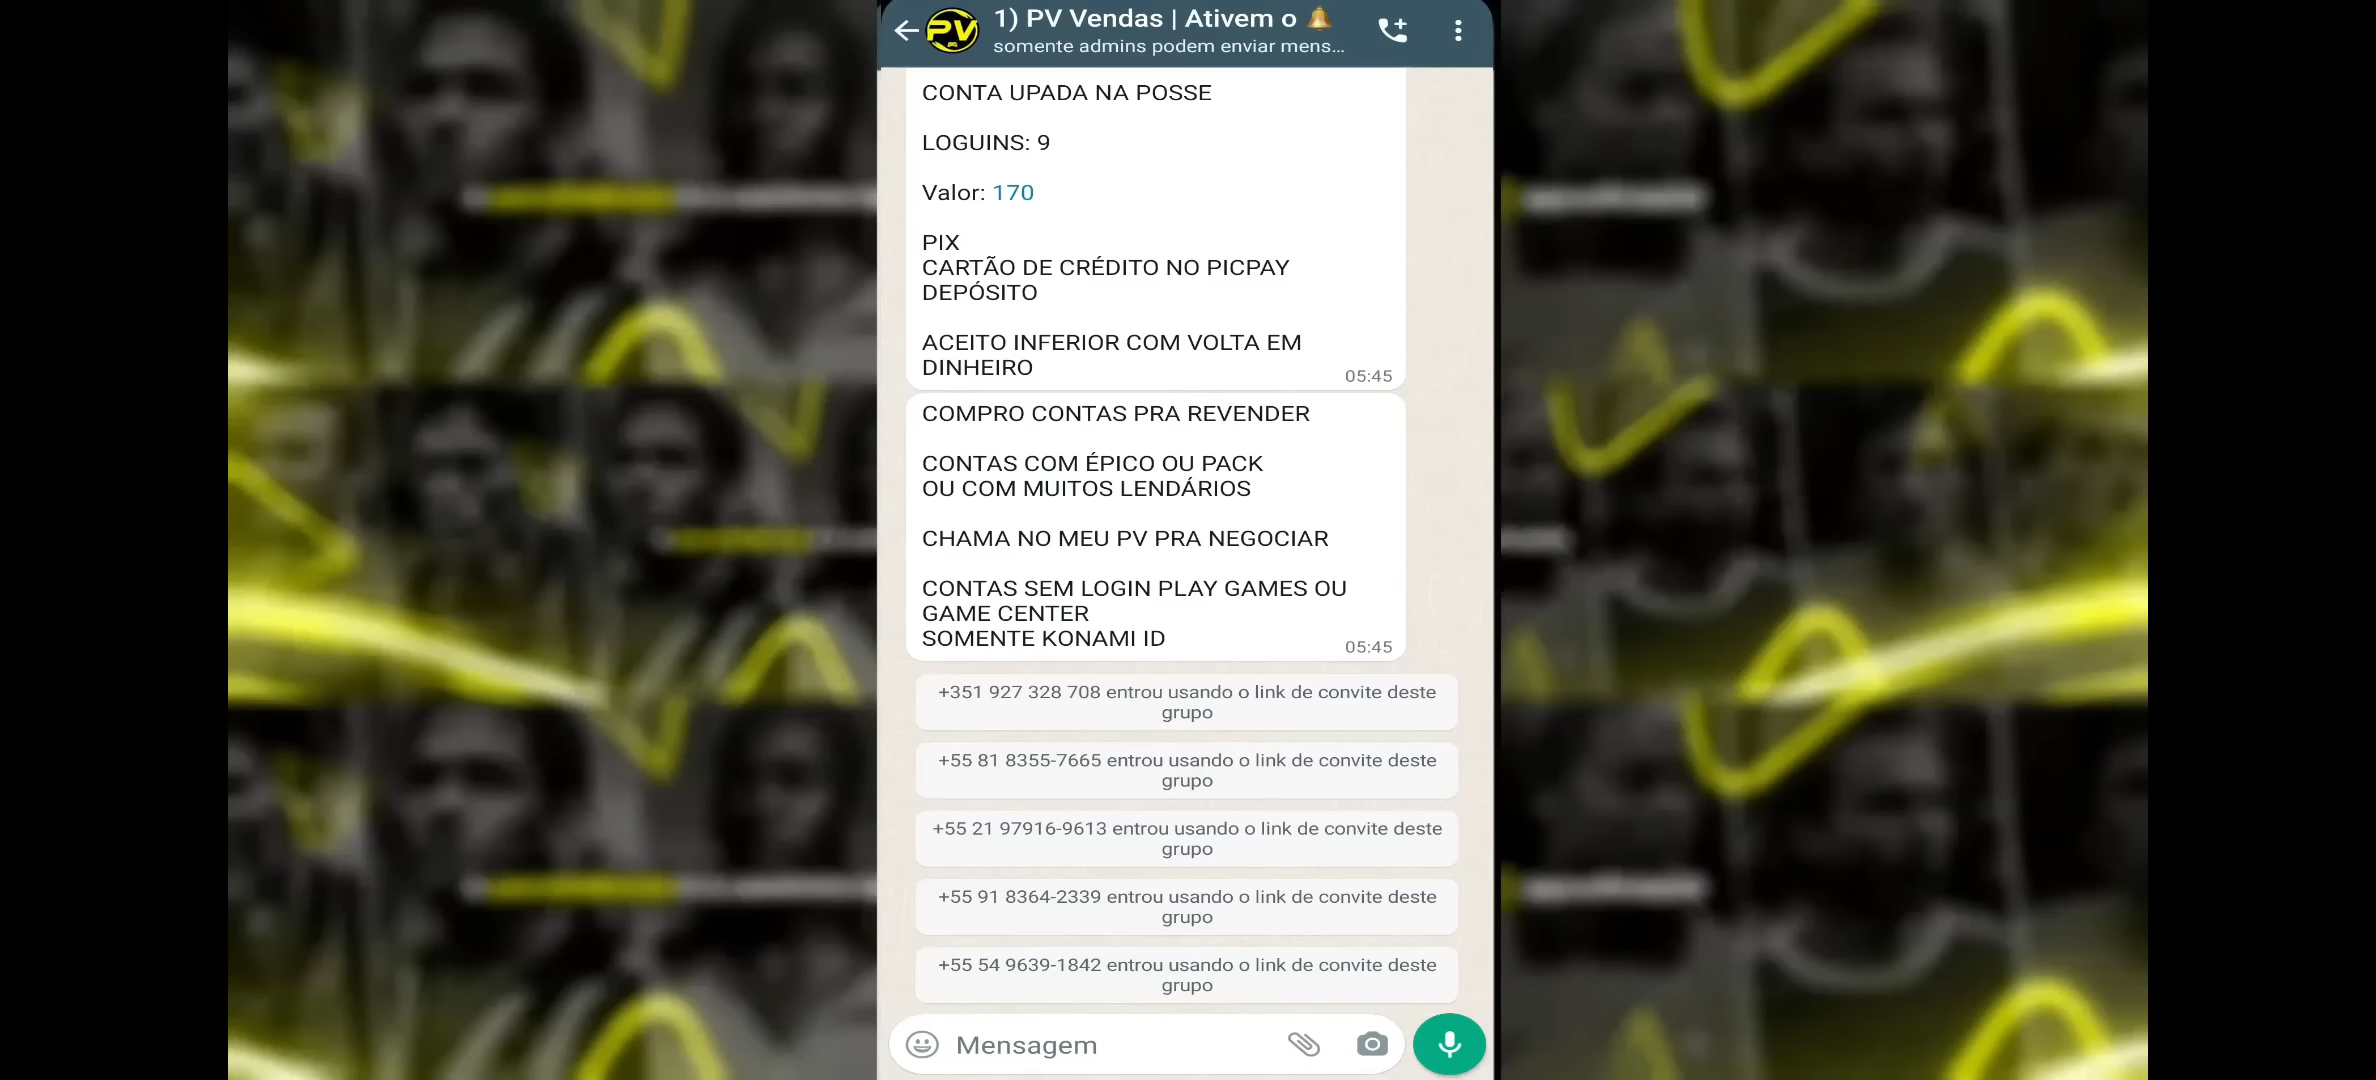 PV
1) PV Vendas | Ativem o 🔔
somente admins podem enviar mens...
CONTA UPADA NA POSSE
LOGUINS: 9
Valor: 170
PIX
CARTÃO DE CRÉDITO NO PICPAY
DEPÓSITO
ACEITO INFERIOR COM VOLTA EM
DINHEIRO
05:45
COMPRO CONTAS PRA REVENDER
CONTAS COM ÉPICO OU PACK
OU COM MUITOS LENDÁRIOS
CHAMA NO MEU PV PRA NEGOCIAR
CONTAS SEM LOGIN PLAY GAMES OU
GAME CENTER
SOMENTE KONAMI ID
05:45
+351 927 328 708 entrou usando o link de convite deste
grupo
+55 81 8355-7665 entrou usando o link de convite deste
grupo
+55 21 97916-9613 entrou usando o link de convite deste
grupo
+55 91 8364-2339 entrou usando o link de convite deste
grupo
+55 54 9639-1842 entrou usando o link de convite deste
grupo
Mensagem